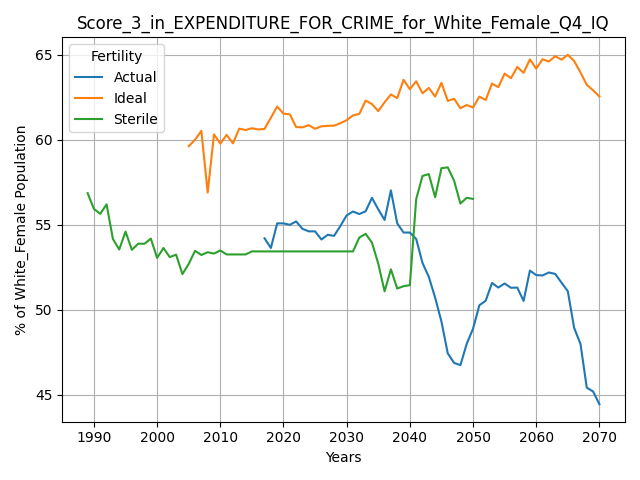 Score_3_in_EXPENDITURE_FOR_CRIME_for_White_Female_Q4_IQ
Fertility
Actual
Ideal
Sterile
% of White_Female Population
65
60
55
50
45
1990 2000 2010 2020 2030 2040 2050 2060 2070
Years